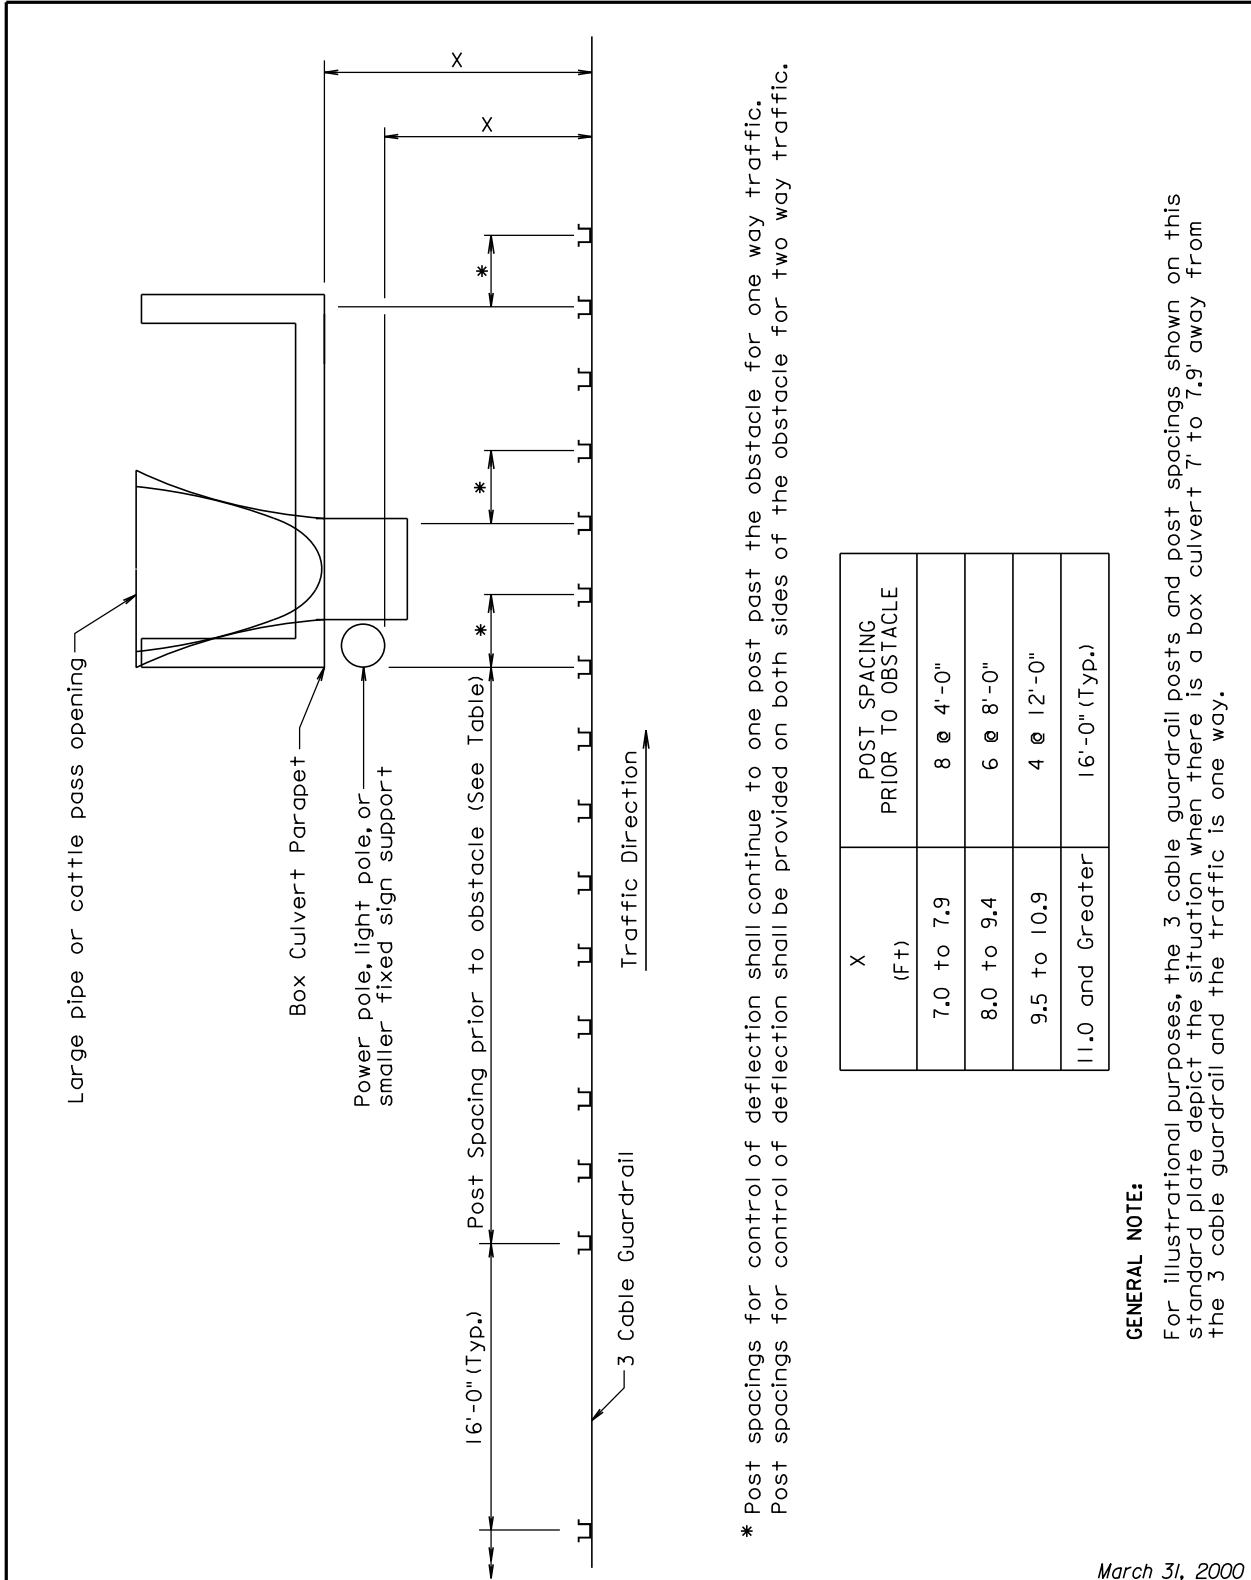 Large pipe or cattle pass opening
Box Culvert Parapet
Power pole, light pole, or
smaller fixed sign support
X
X
*
*
*
16'-0" (Typ.)
Post Spacing prior to obstacle (See Table)
3 Cable Guardrail
Traffic Direction
* Post spacings for control of deflection shall continue to one post past the obstacle for one way traffic.
Post spacings for control of deflection shall be provided on both sides of the obstacle for two way traffic.
X
(Ft)
POST SPACING
PRIOR TO OBSTACLE
7.0 to 7.9
8 @ 4'-0"
8.0 to 9.4
6 @ 8'-0"
9.5 to 10.9
4 @ 12'-0"
11.0 and Greater
16'-0" (Typ.)
GENERAL NOTE:
For illustrational purposes, the 3 cable guardrail posts and post spacings shown on this
standard plate depict the situation when there is a box culvert 7' to 7.9' away from
the 3 cable guardrail and the traffic is one way.
March 31, 2000